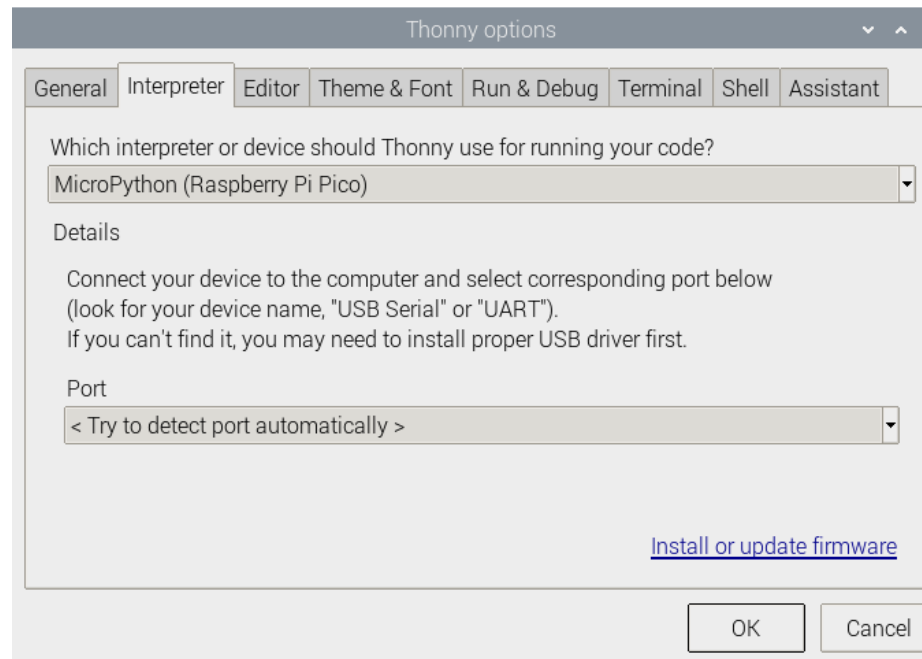 Thonny options
General Interpreter Editor Theme & Font Run & Debug Terminal Shell Assistant
Which interpreter or device should Thonny use for running your code?
MicroPython (Raspberry Pi Pico)
Details
Connect your device to the computer and select corresponding port below
(look for your device name, "USB Serial" or "UART").
If you can't find it, you may need to install proper USB driver first.
Port
< Try to detect port automatically >
Install or update firmware
OK Cancel